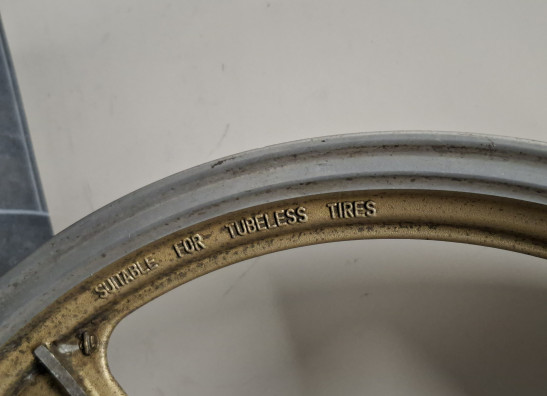 SUITABLE FOR TUBELESS TIRES